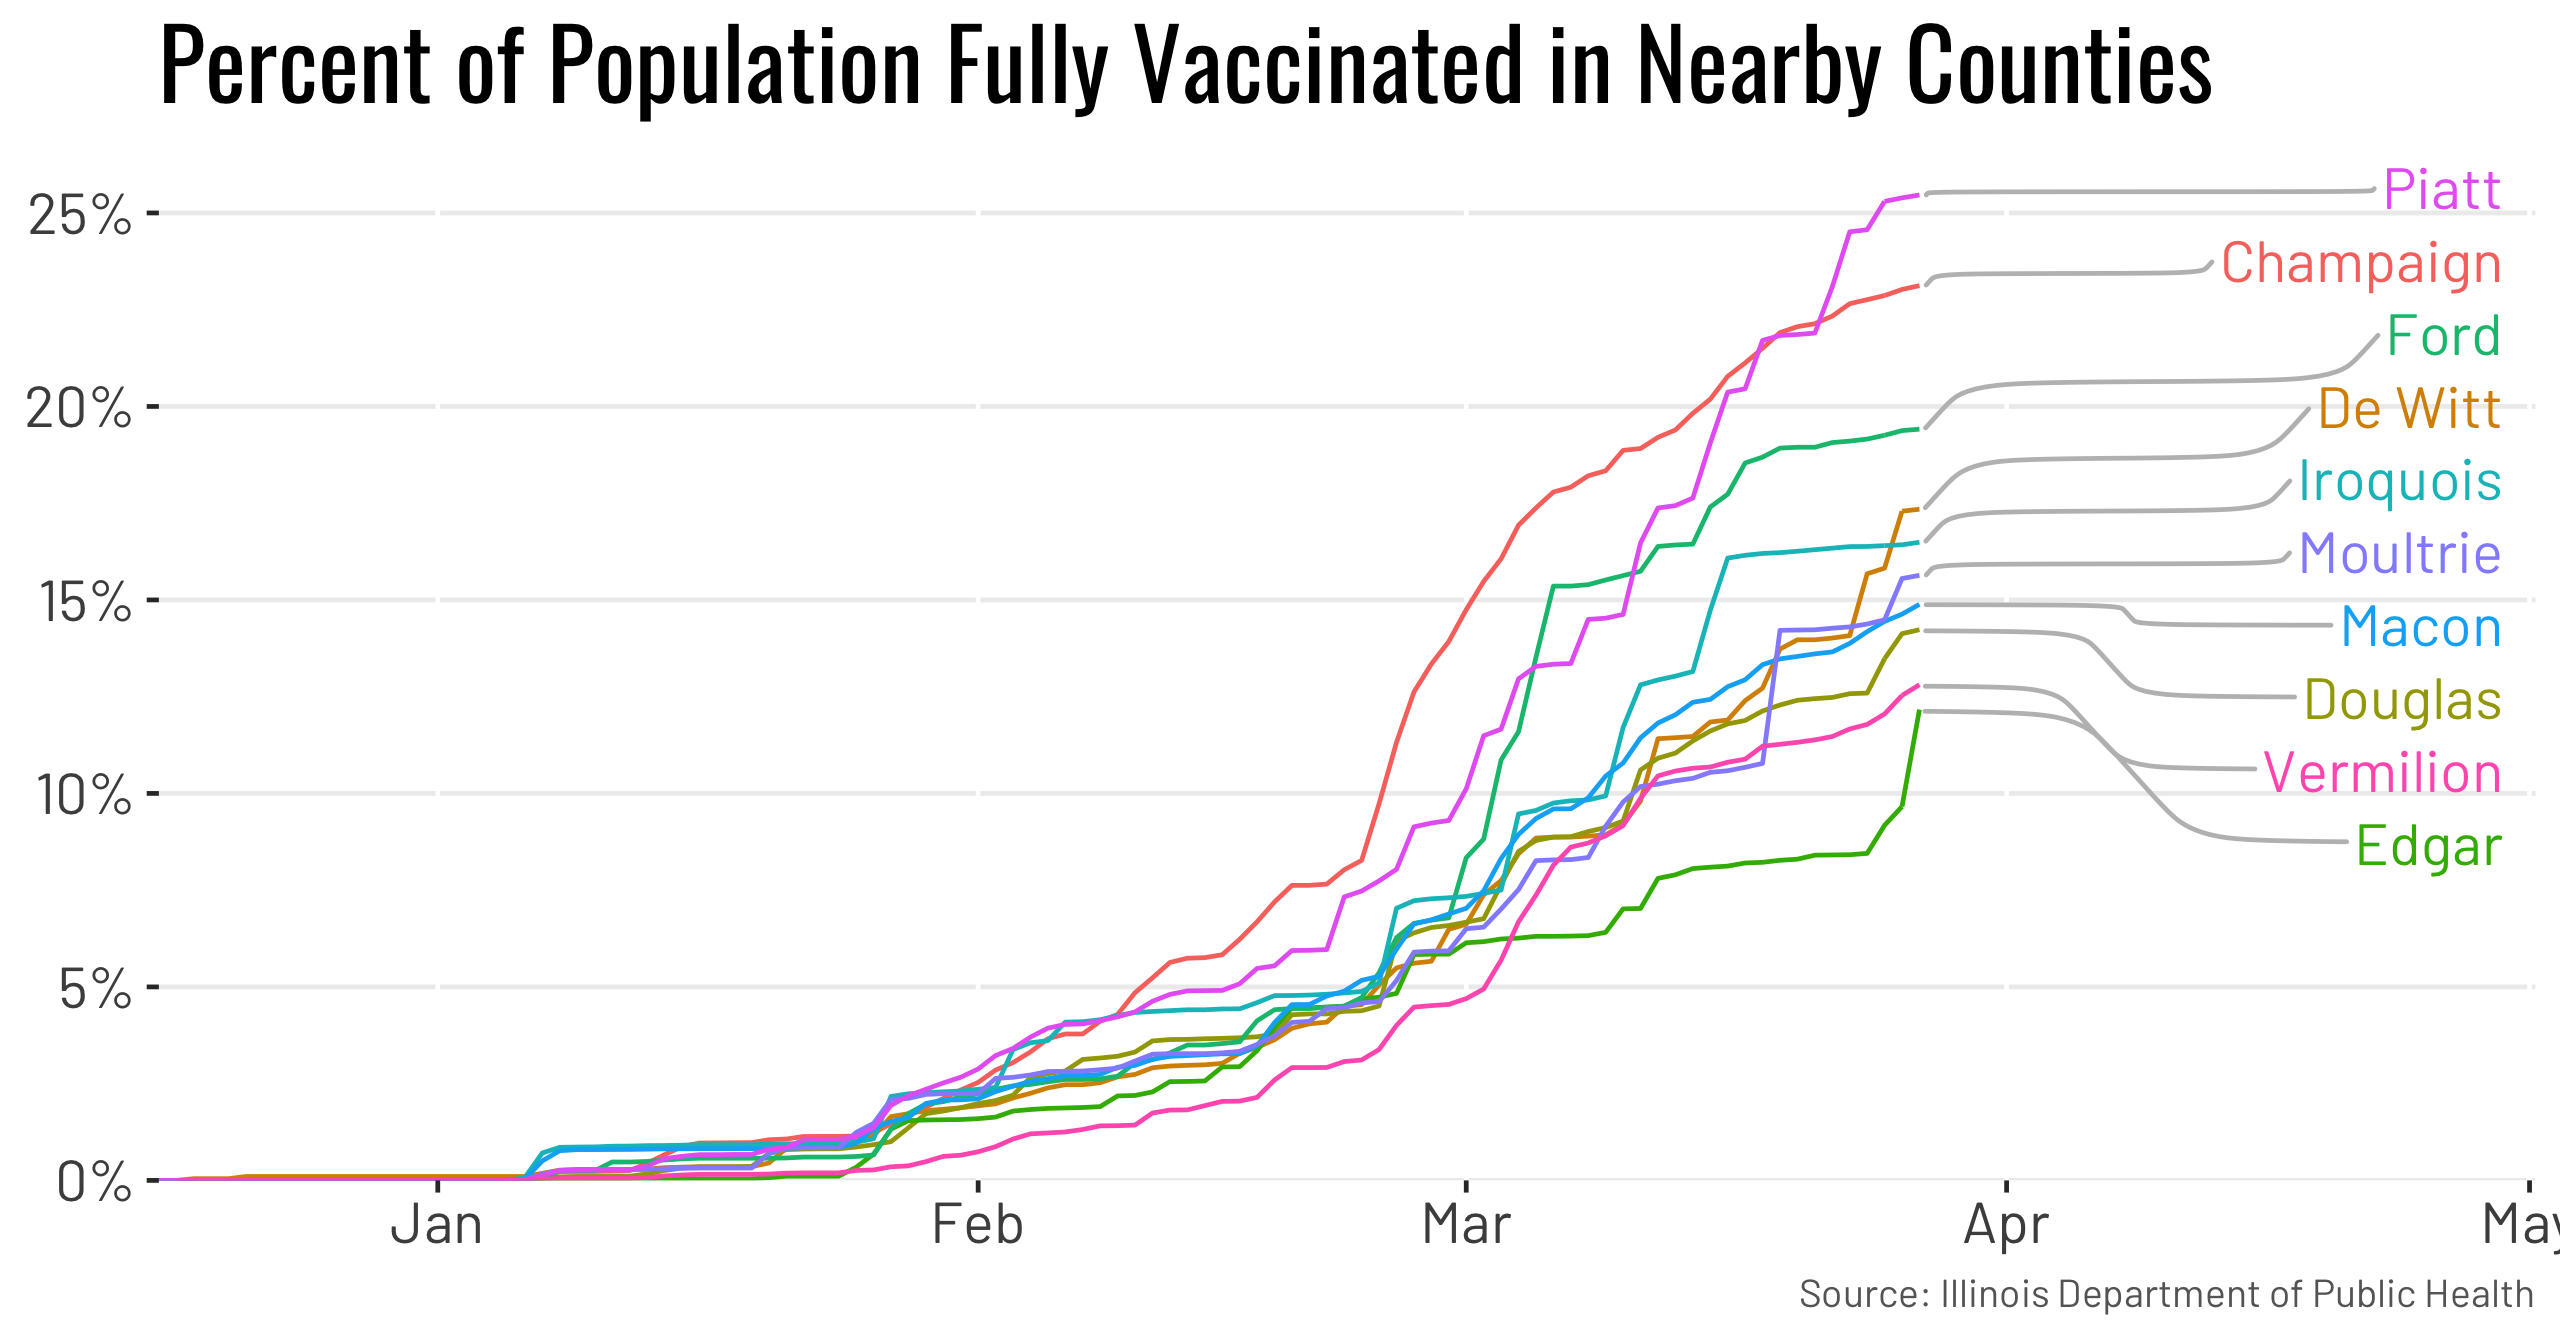 Percent of Population Fully Vaccinated in Nearby Counties
25%
20%
15%
10%
5%
0%
Piatt
Champaign
Ford
De Witt
Iroquois
Moultrie
Macon
Douglas
Vermilion
Edgar
Jan Feb Mar Apr May
Source: Illinois Department of Public Health